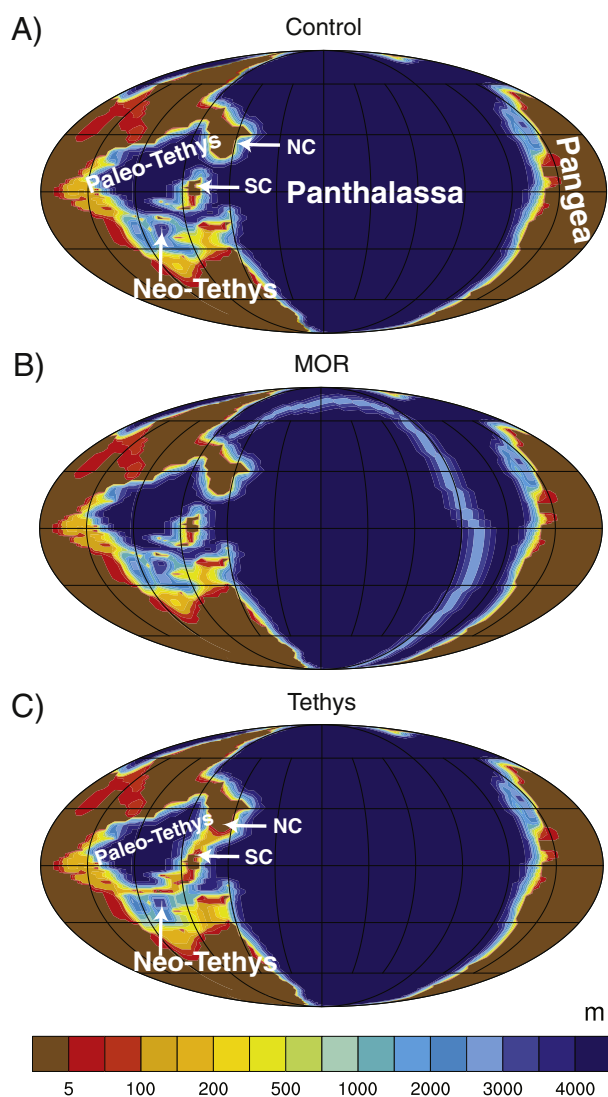 A)
Control
Paleo-Tethys
NC
SC
Panthalassa
Pangea
Neo-Tethys
B)
MOR
C)
Tethys
Paleo-Tethys
NC
SC
Neo-Tethys
m
5 100 200 500 1000 2000 3000 4000